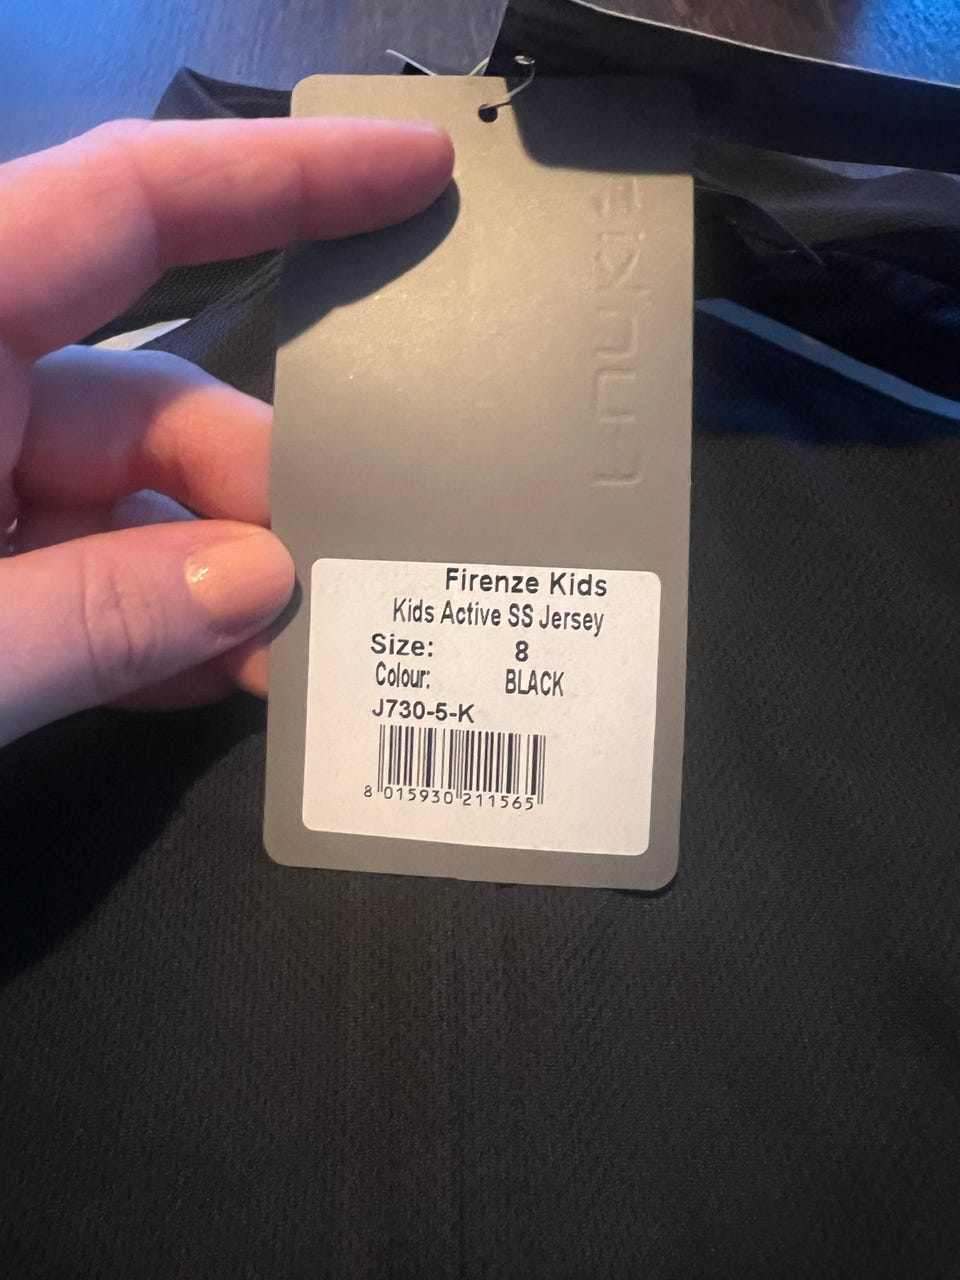 Firenze Kids
Kids Active SS Jersey
Size: 8
Colour: BLACK
J730-5-K
8 015930 211565